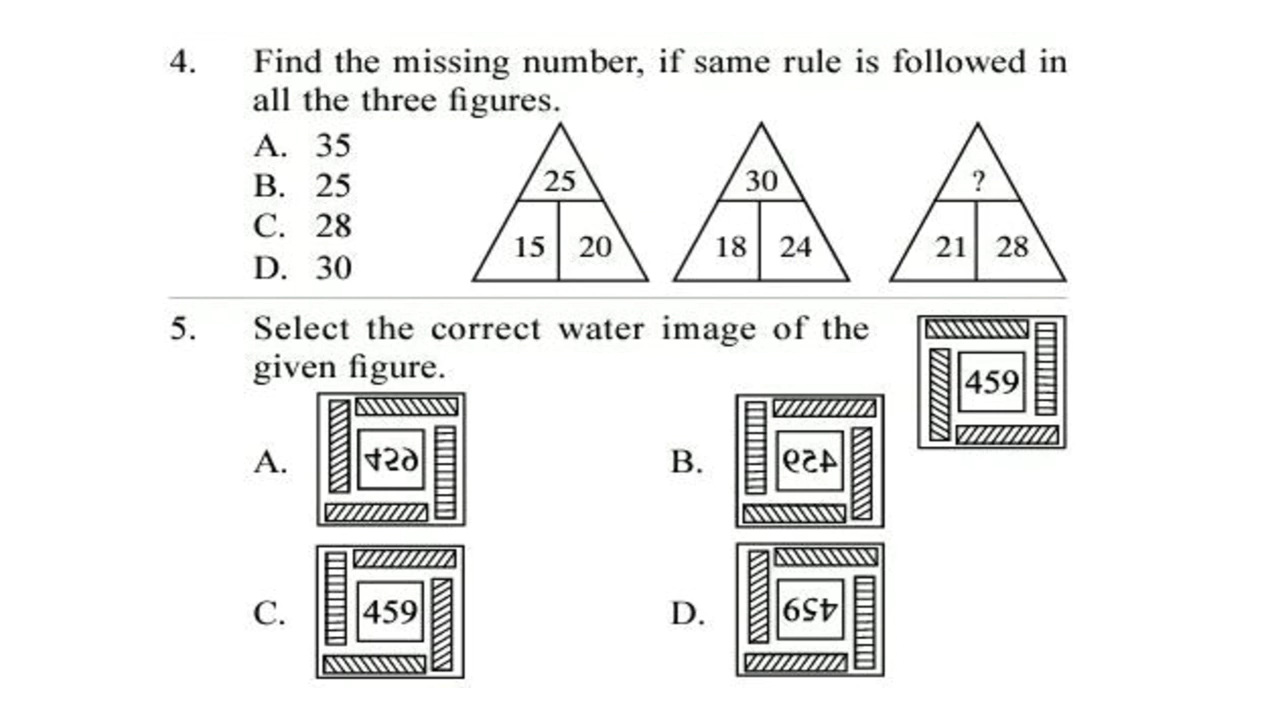 4. Find the missing number, if same rule is followed in
all the three figures.
A. 35
B. 25
C. 28
D. 30
25
15 20
30
18 24
?
21 28
5. Select the correct water image of the
given figure.
459
A.
B.
C. 459
D.